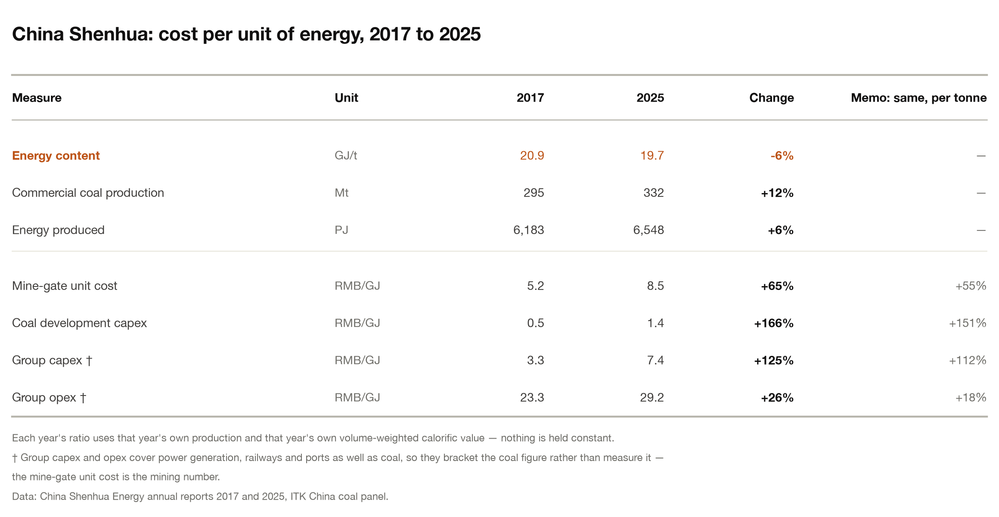 China Shenhua: cost per unit of energy, 2017 to 2025
Measure Unit 2017 2025 Change Memo: same, per tonne
Energy content GJ/t 20.9 19.7 -6% —
Commercial coal production Mt 295 332 +12% —
Energy produced PJ 6,183 6,548 +6% —
Mine-gate unit cost RMB/GJ 5.2 8.5 +65% +55%
Coal development capex RMB/GJ 0.5 1.4 +166% +151%
Group capex † RMB/GJ 3.3 7.4 +125% +112%
Group opex † RMB/GJ 23.3 29.2 +26% +18%
Each year's ratio uses that year's own production and that year's own volume-weighted calorific value — nothing is held constant.
† Group capex and opex cover power generation, railways and ports as well as coal, so they bracket the coal figure rather than measure it —
the mine-gate unit cost is the mining number.
Data: China Shenhua Energy annual reports 2017 and 2025, ITK China coal panel.